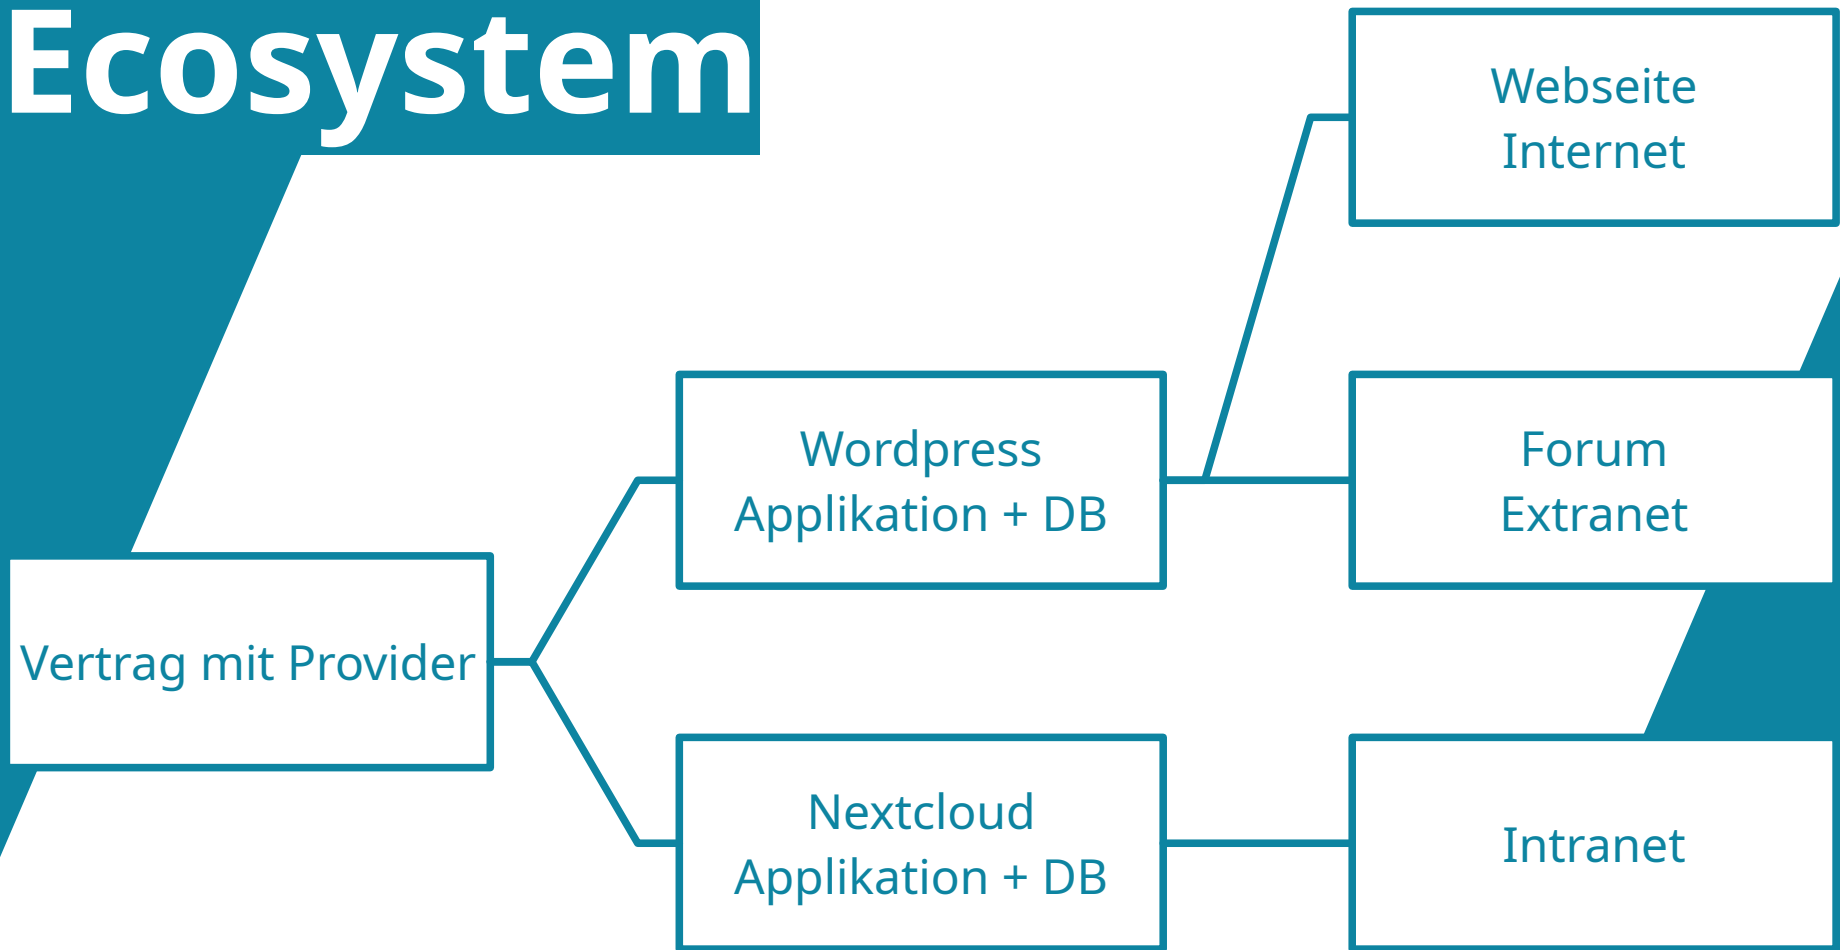 Ecosystem
Webseite
Internet
Wordpress
Applikation + DB
Forum
Extranet
Vertrag mit Provider
Nextcloud
Applikation + DB
Intranet